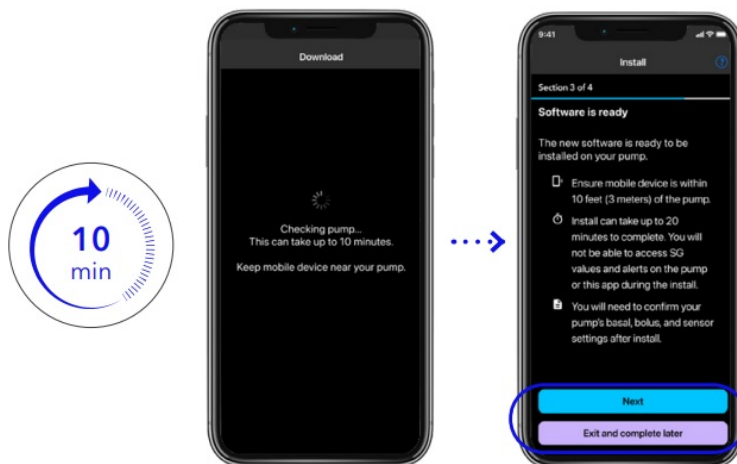 10
min
Download
Checking pump...
This can take up to 10 minutes.
Keep mobile device near your pump.
9:41
Install
Section 3 of 4
Software is ready
The new software is ready to be
installed on your pump.
Ensure mobile device is within
10 feet (3 meters) of the pump.
Install can take up to 20
minutes to complete. You will
not be able to access SG
values and alerts on the pump
or this app during the install.
You will need to confirm your
pump's basal, bolus, and sensor
settings after install.
Next
Exit and complete later